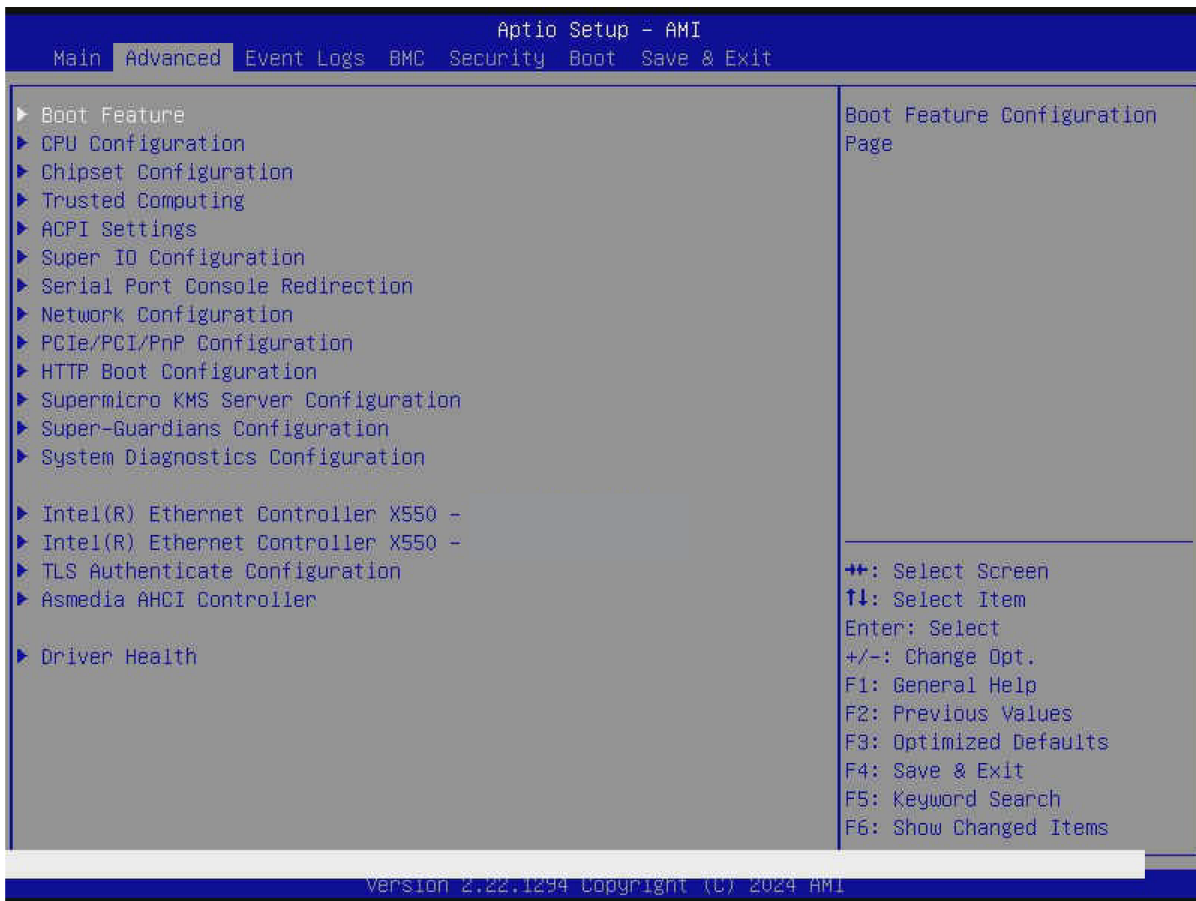 Aptio Setup – AMI
Main Advanced Event Logs BMC Security Boot Save & Exit
Boot Feature
CPU Configuration
Chipset Configuration
Trusted Computing
ACPI Settings
Super IO Configuration
Serial Port Console Redirection
Network Configuration
PCIe/PCI/PnP Configuration
HTTP Boot Configuration
Supermicro KMS Server Configuration
Super-Guardians Configuration
System Diagnostics Configuration
Intel(R) Ethernet Controller X550 –
Intel(R) Ethernet Controller X550 –
TLS Authenticate Configuration
Asmedia AHCI Controller
Driver Health
Boot Feature Configuration
Page
→←: Select Screen
↑↓: Select Item
Enter: Select
+/-: Change Opt.
F1: General Help
F2: Previous Values
F3: Optimized Defaults
F4: Save & Exit
F5: Keyword Search
F6: Show Changed Items
Version 2.22.1294 Copyright (C) 2024 AMI